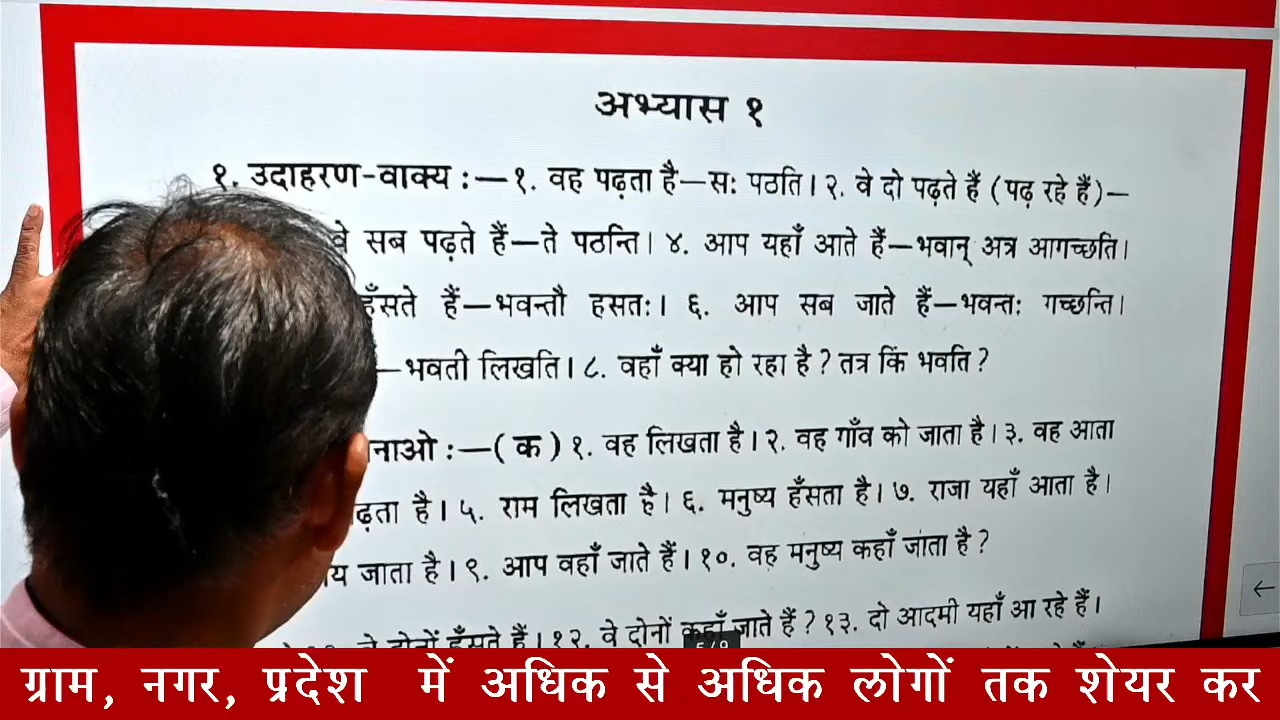 अभ्यास १
१. उदाहरण-वाक्य :—१. वह पढ़ता है—सः पठति। २. वे दो पढ़ते हैं (पढ़ रहे हैं)—
वे सब पढ़ते हैं—ते पठन्ति। ४. आप यहाँ आते हैं—भवान् अत्र आगच्छति।
हँसते हैं—भवन्तौ हसतः। ६. आप सब जाते हैं—भवन्तः गच्छन्ति।
—भवती लिखति। ८. वहाँ क्या हो रहा है ? तत्र किं भवति ?
नाओ :—( क ) १. वह लिखता है। २. वह गाँव को जाता है। ३. वह आता
ढ़ता है। ५. राम लिखता है। ६. मनुष्य हँसता है। ७. राजा यहाँ आता है।
य जाता है। ९. आप वहाँ जाते हैं। १०. वह मनुष्य कहाँ जाता है ?
वे दोनों हँसते हैं। १२. वे दोनों कहाँ जाते हैं ? १३. दो आदमी यहाँ आ रहे हैं।
ग्राम, नगर, प्रदेश में अधिक से अधिक लोगों तक शेयर कर